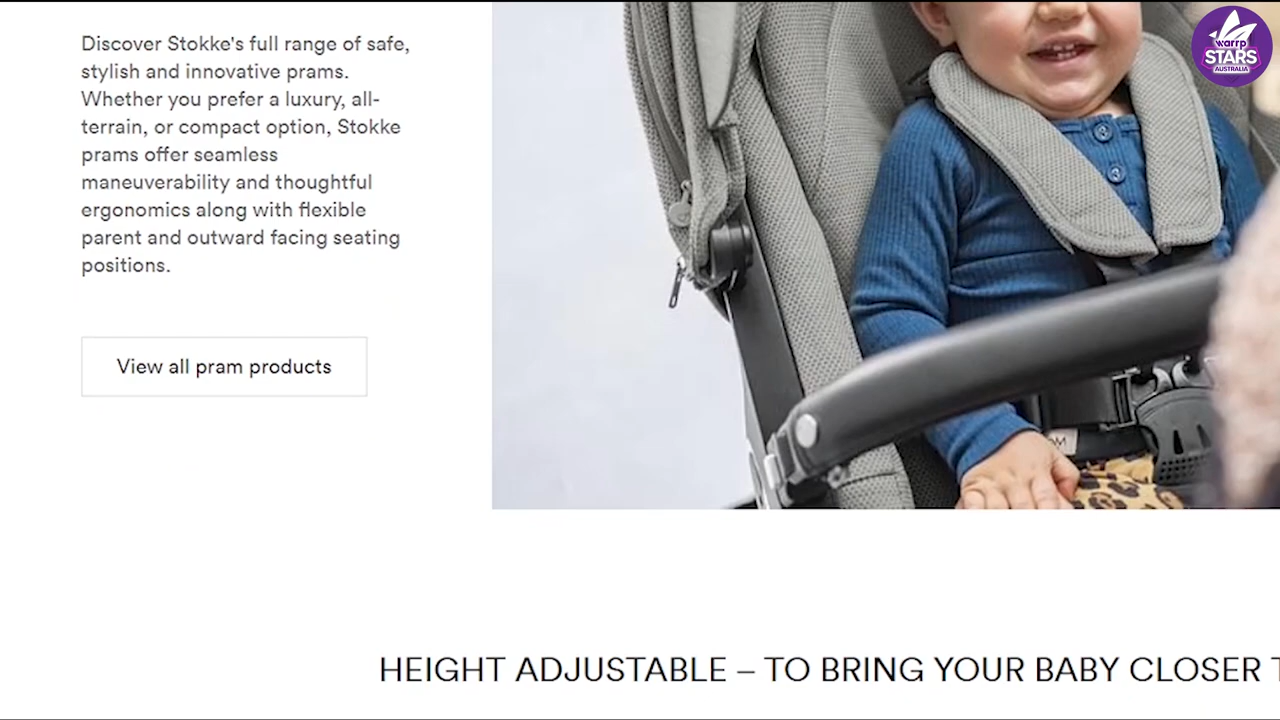 Discover Stokke's full range of safe,
stylish and innovative prams.
Whether you prefer a luxury, all-
terrain, or compact option, Stokke
prams offer seamless
maneuverability and thoughtful
ergonomics along with flexible
parent and outward facing seating
positions.
View all pram products
HEIGHT ADJUSTABLE – TO BRING YOUR BABY CLOSER
warrp
STARS
AUSTRALIA